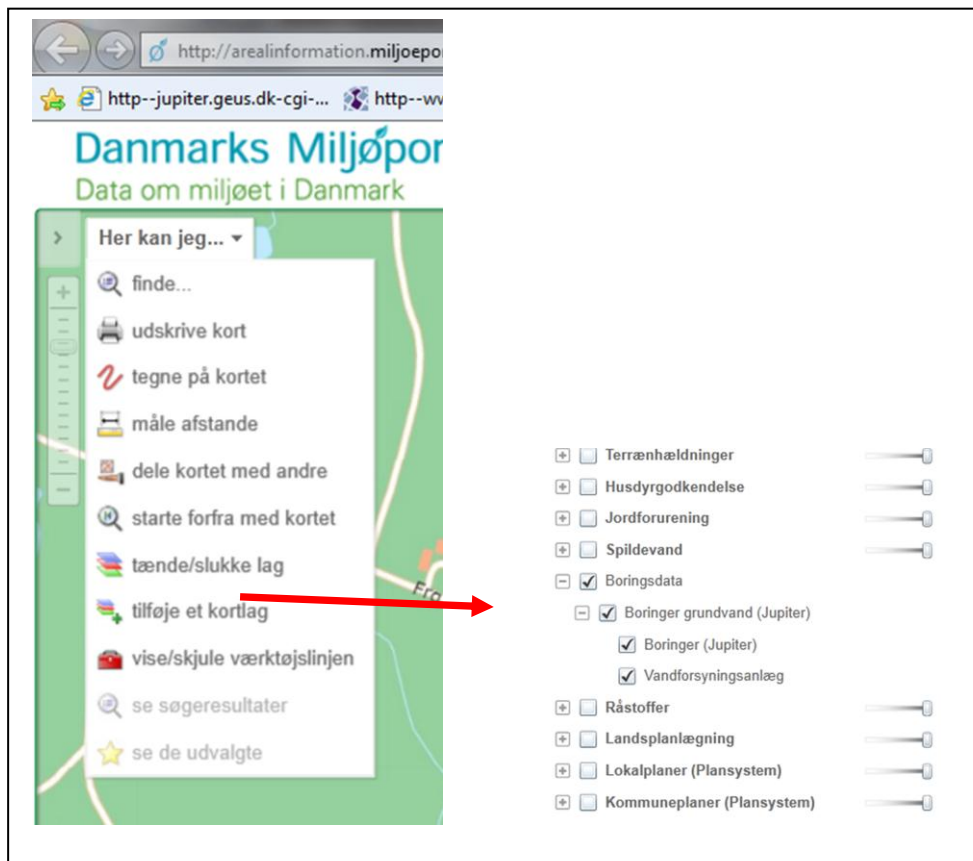 http://arealinformation.miljoepo
http--jupiter.geus.dk-cgi-... http--wv
Danmarks Miljøpor
Data om miljøet i Danmark
Her kan jeg...
finde...
udskrive kort
tegne på kortet
måle afstande
dele kortet med andre
starte forfra med kortet
tænde/slukke lag
Fra
tilføje et kortlag
vise/skjule værktøjslinjen
se søgeresultater
se de udvalgte
Terrænhældninger
Husdyrgodkendelse
Jordforurening
Spildevand
Boringsdata
Boringer grundvand (Jupiter)
Boringer (Jupiter)
Vandforsyningsanlæg
Råstoffer
Landsplanlægning
Lokalplaner (Plansystem)
Kommuneplaner (Plansystem)